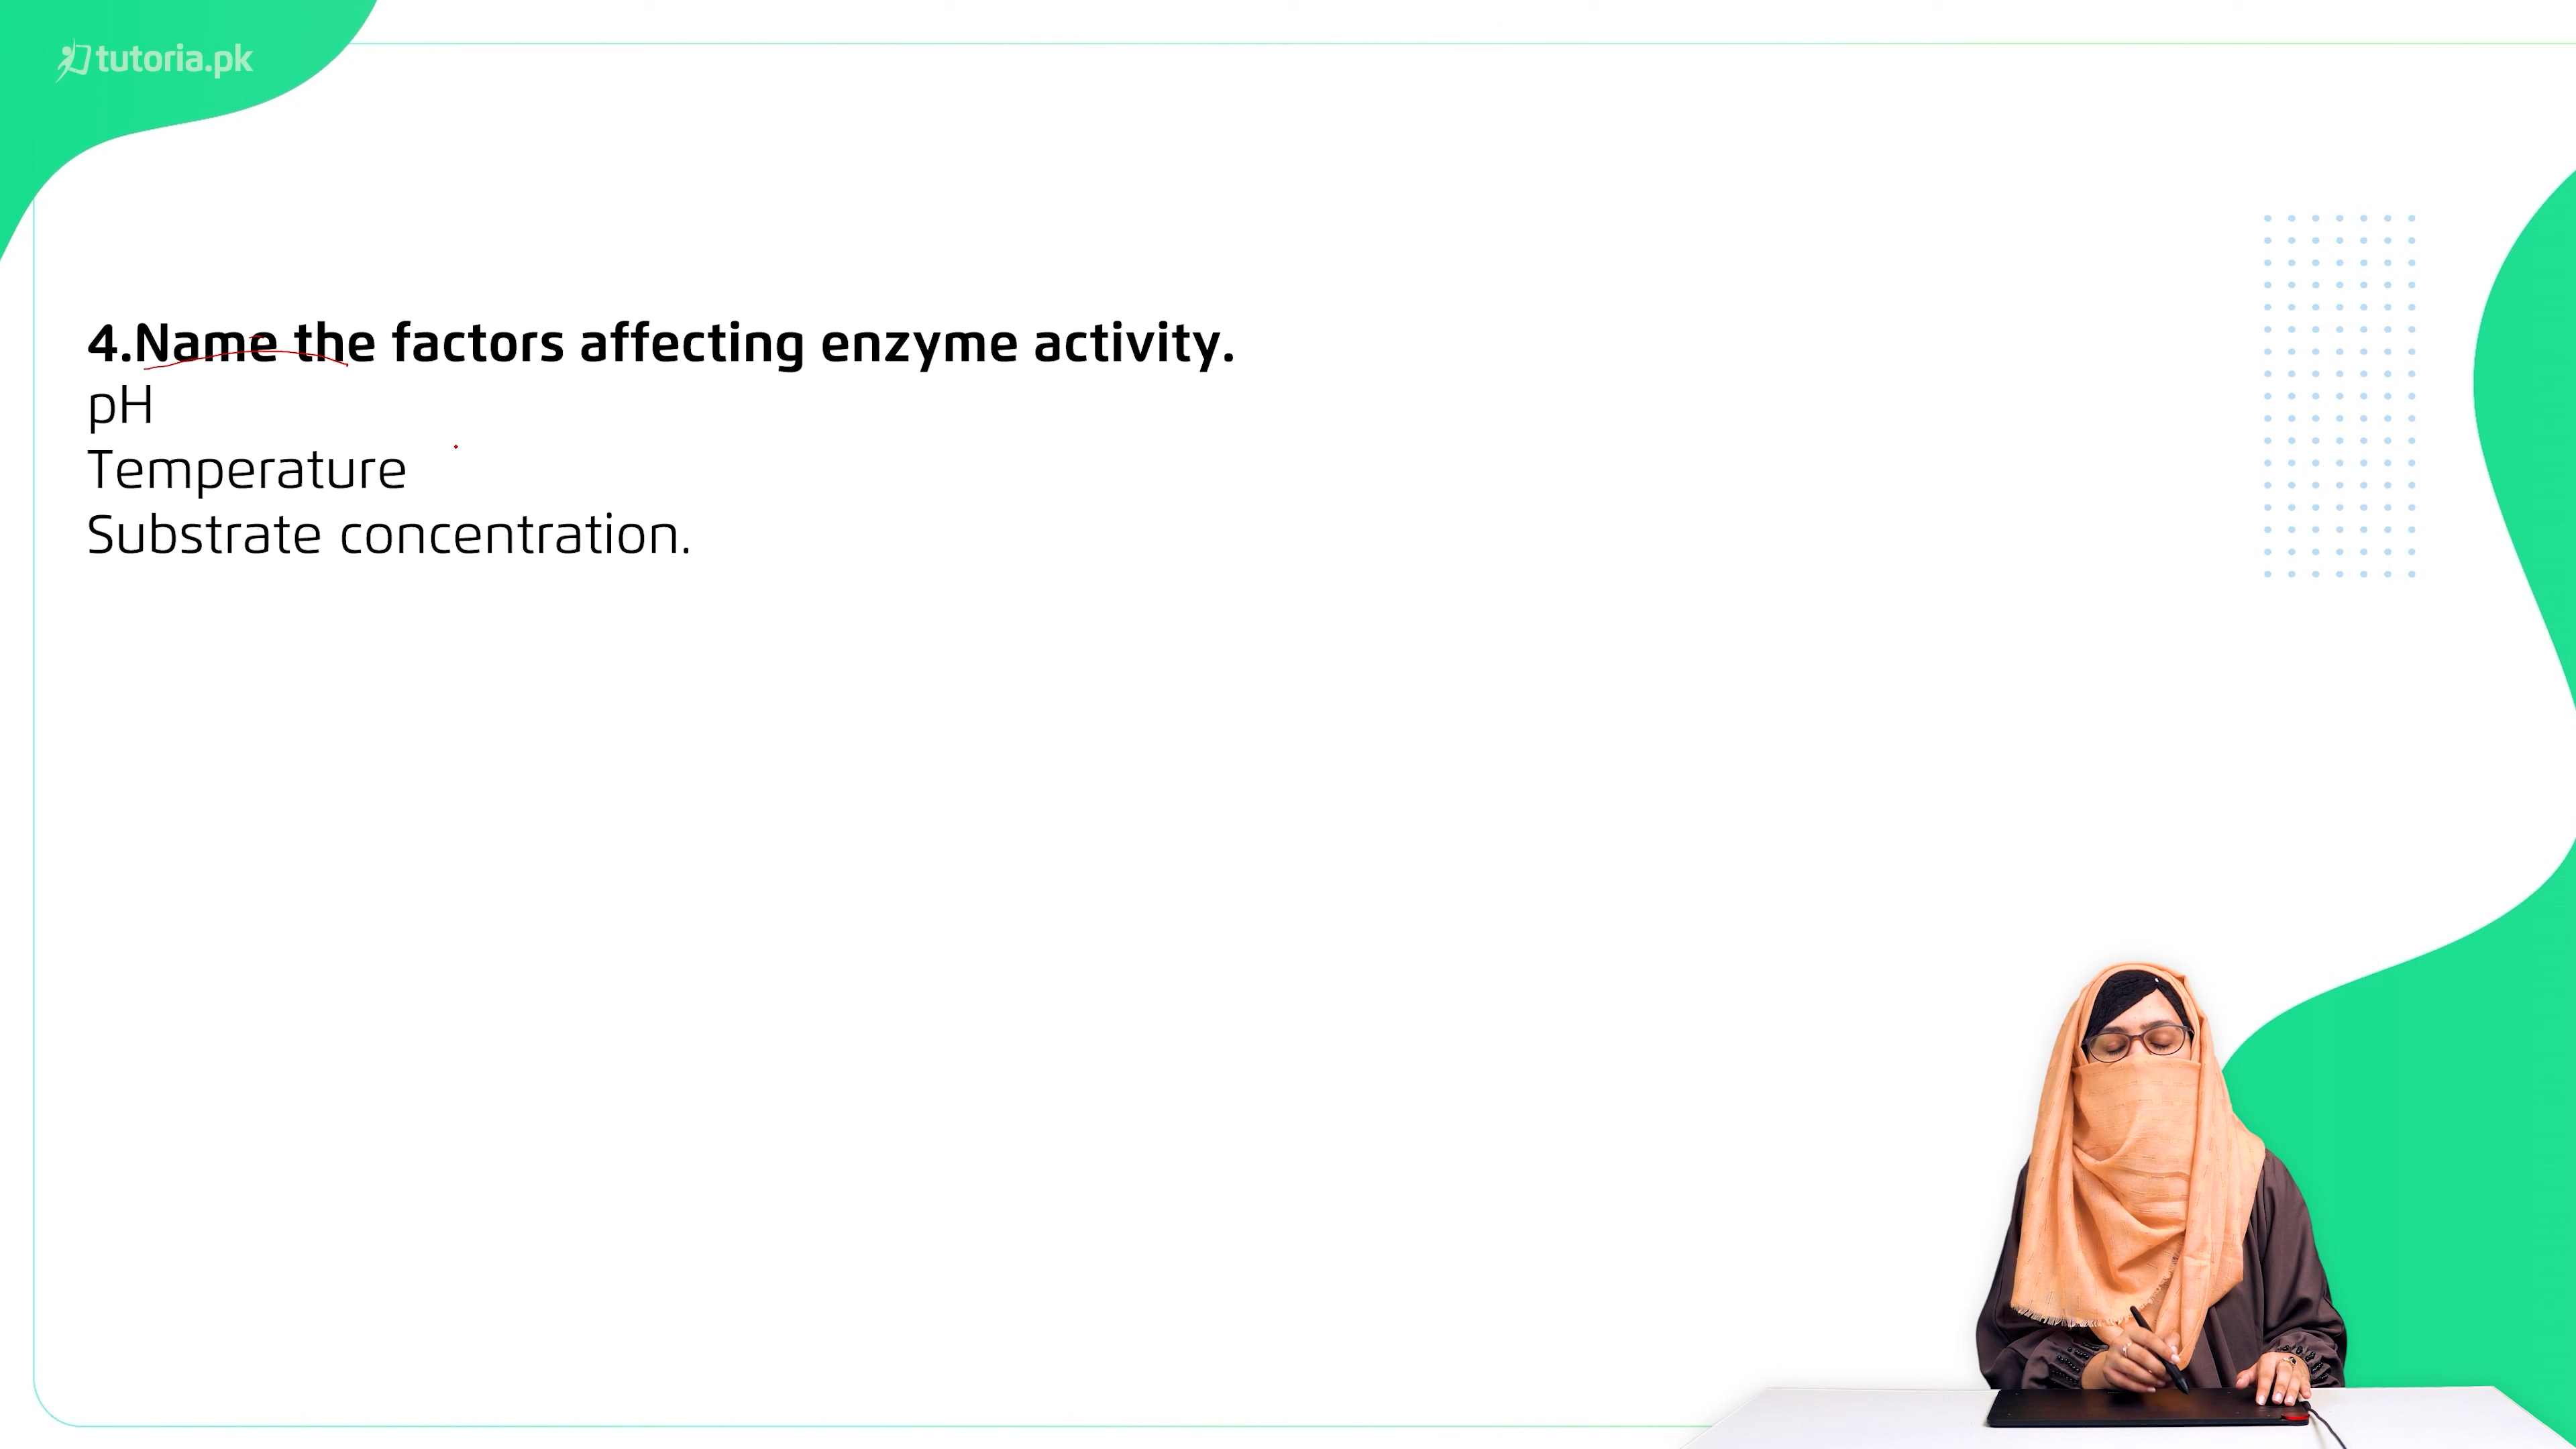 tutoria.pk
4.Name the factors affecting enzyme activity.
pH
Temperature
Substrate concentration.